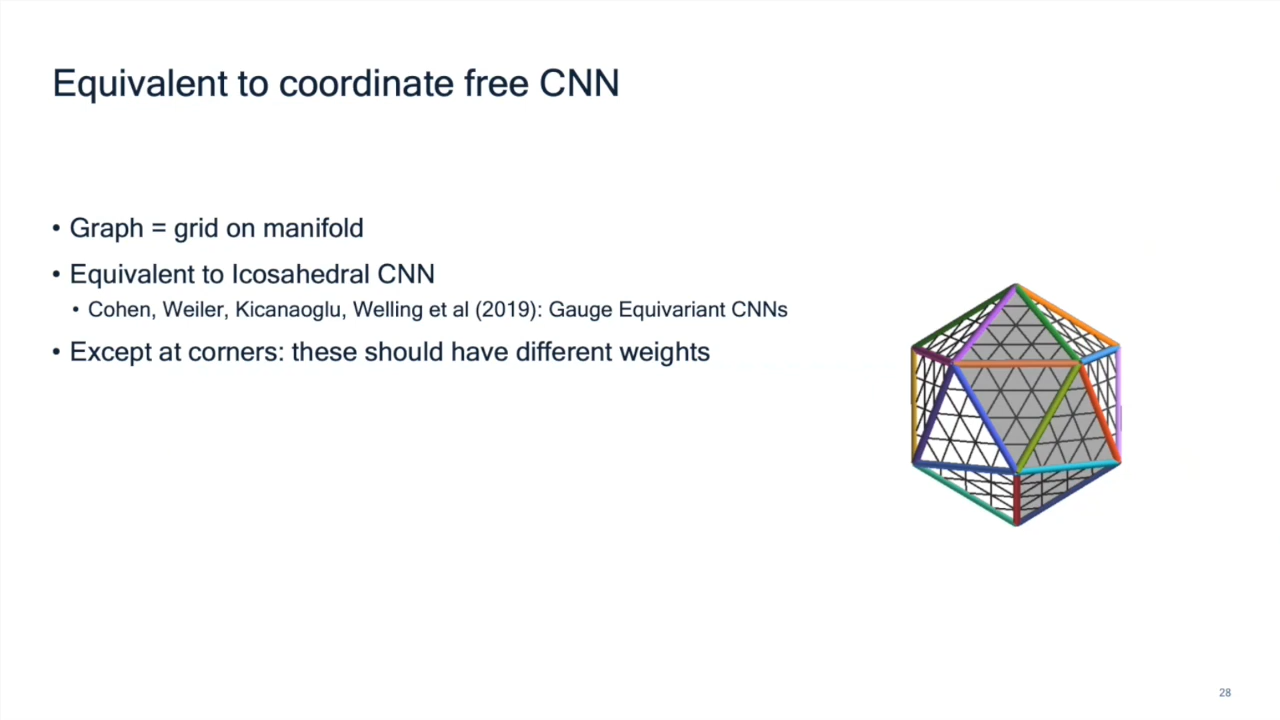 Equivalent to coordinate free CNN
• Graph = grid on manifold
• Equivalent to Icosahedral CNN
• Cohen, Weiler, Kicanaoglu, Welling et al (2019): Gauge Equivariant CNNs
• Except at corners: these should have different weights
28